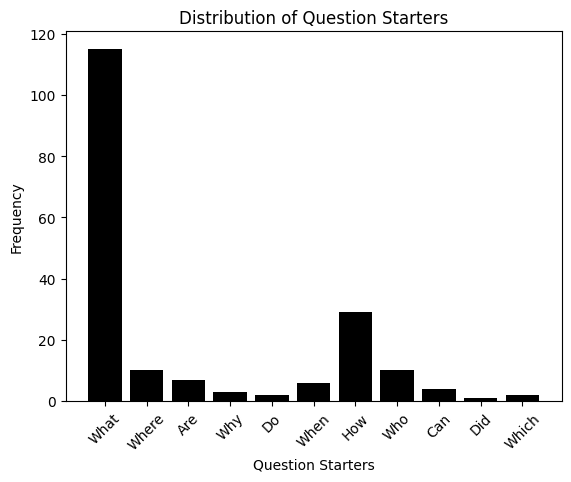 Distribution of Question Starters
120
100
80
60
40
20
0
Frequency
What
Where
Are
Why
Do
When
How
Who
Can
Did
Which
Question Starters